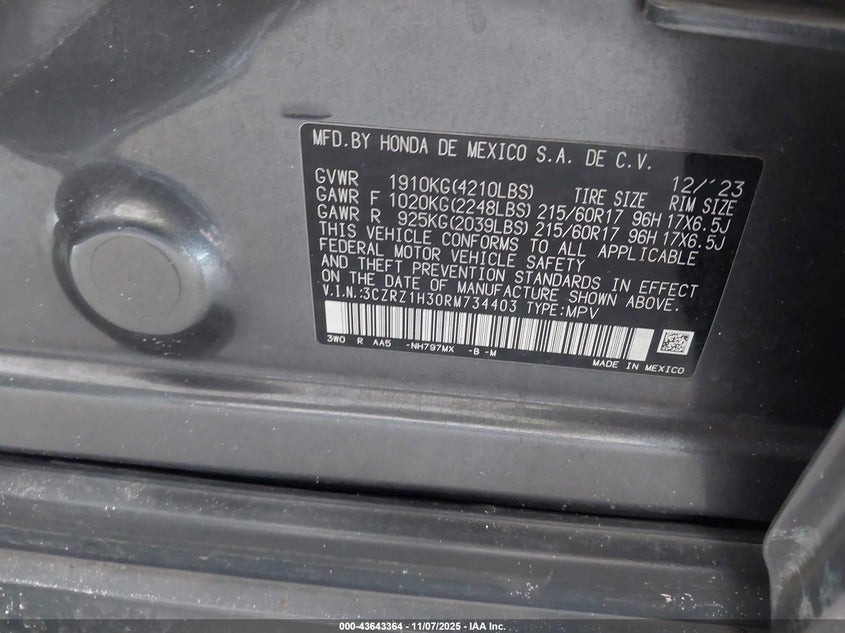 MFD.BY HONDA DE MEXICO S.A. DE C.V.
12/'23
GVWR 1910KG(4210LBS) TIRE SIZE RIM SIZE
GAWR F 1020KG(2248LBS) 215/60R17 96H 17X6.5J
GAWR R 925KG(2039LBS) 215/60R17 96H 17X6.5J
THIS VEHICLE CONFORMS TO ALL APPLICABLE
FEDERAL MOTOR VEHICLE SAFETY
AND THEFT PREVENTION STANDARDS IN EFFECT
ON THE DATE OF MANUFACTURE SHOWN ABOVE.
V.I.N.:3CZRZ1H30RM734403 TYPE:MPV
3W0 R AA5 -NH797MX -B -M
MADE IN MEXICO
000-43643364 | 11/07/2025 | IAA Inc.